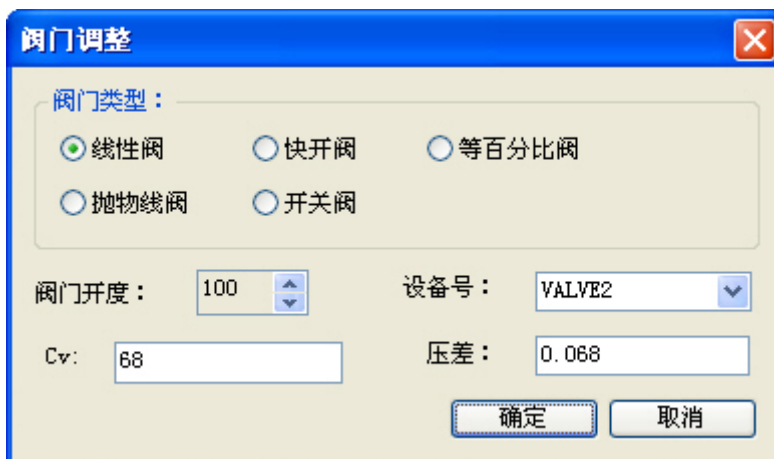 阀门调整
阀门类型：
线性阀 快开阀 等百分比阀
抛物线阀 开关阀
阀门开度： 100 设备号： VALVE2
Cv: 68 压差： 0.068
确定 取消